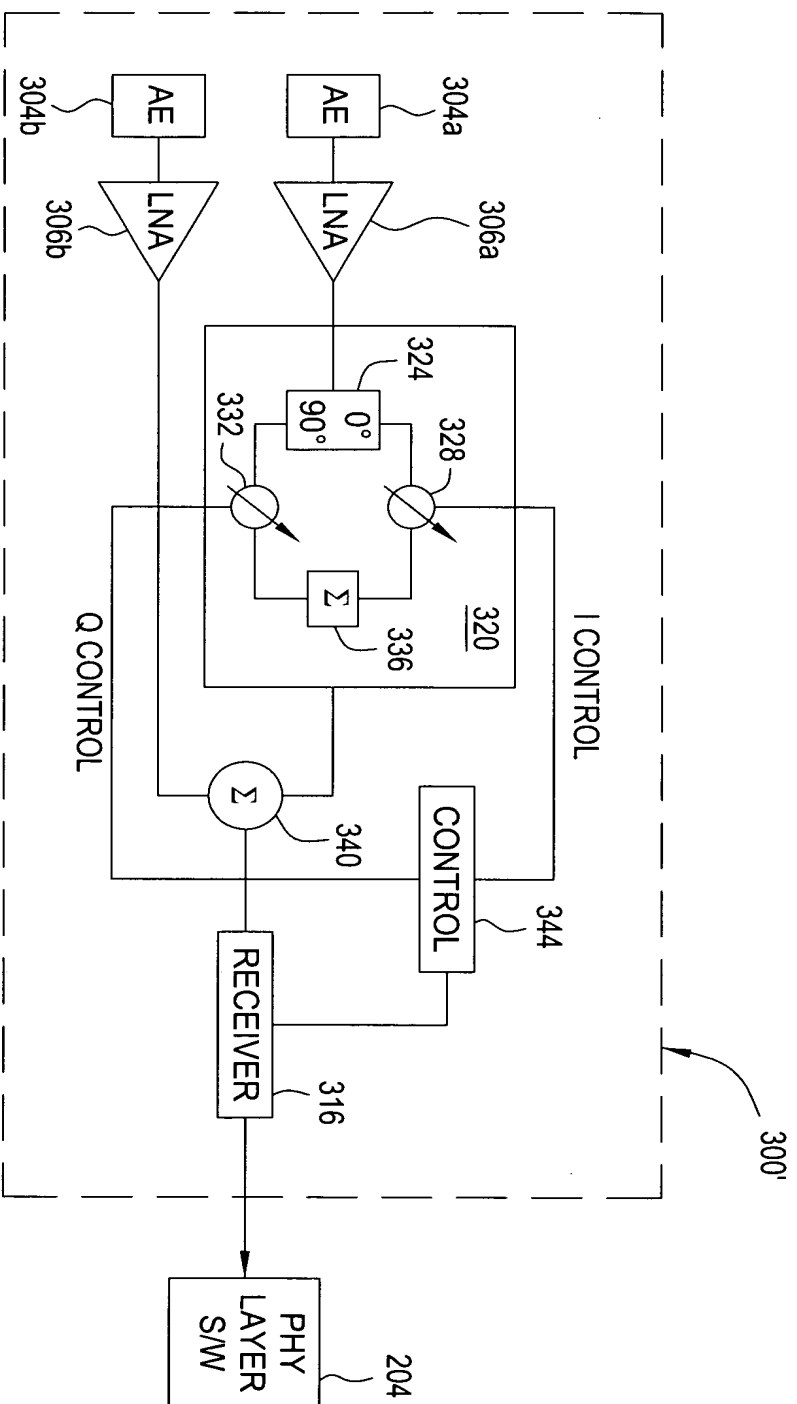 300'
I CONTROL
CONTROL
344
304a
AE
306a
LNA
324
0°
90°
328
332
320
Σ
336
Σ
340
RECEIVER
316
304b
AE
306b
LNA
Q CONTROL
PHY
LAYER
S/W
204